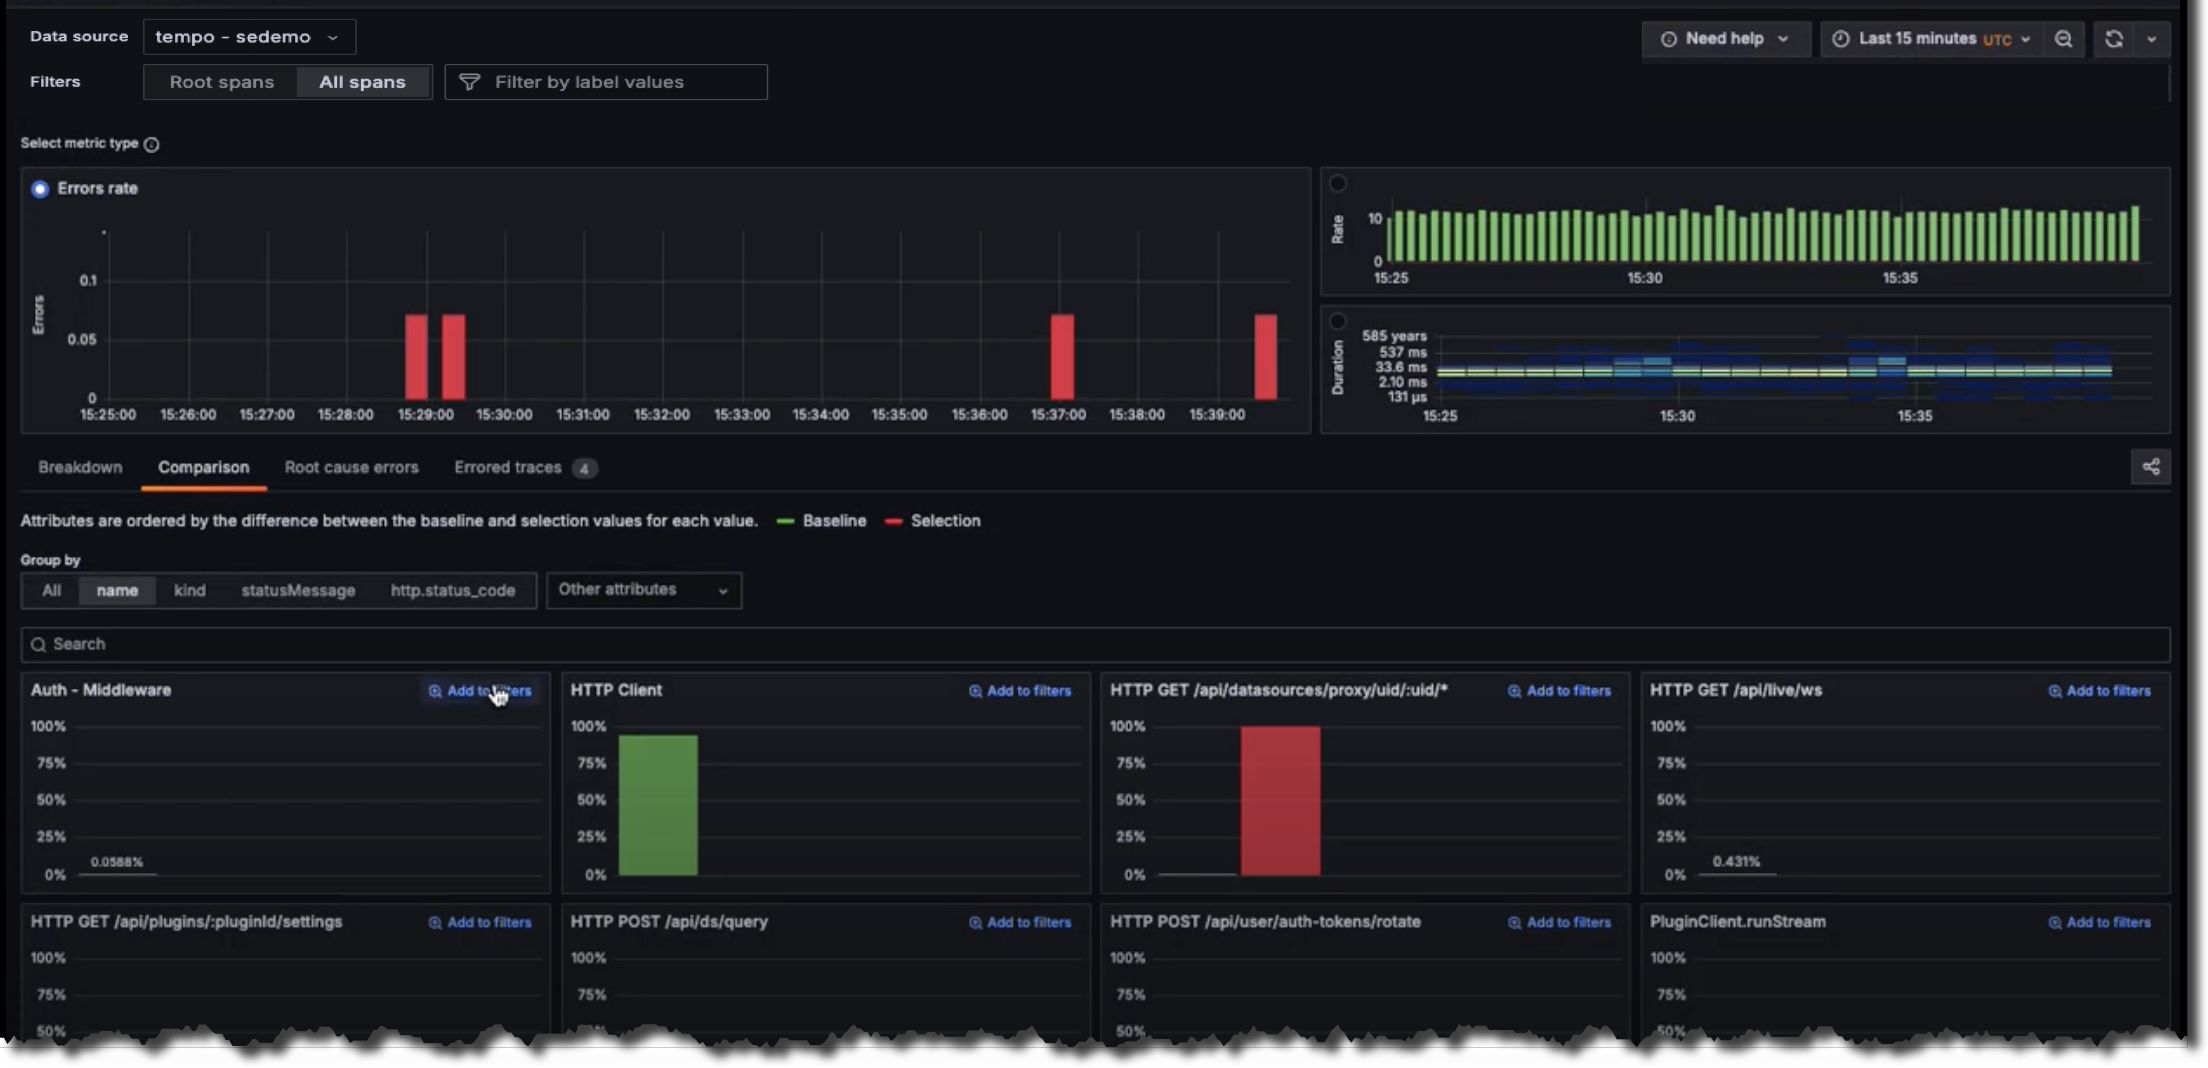 Data source tempo - sedemo
Need help Last 15 minutes UTC
Filters Root spans All spans Filter by label values
Select metric type
Errors rate
Errors
0.1
0.05
0
15:25:00 15:26:00 15:27:00 15:28:00 15:29:00 15:30:00 15:31:00 15:32:00 15:33:00 15:34:00 15:35:00 15:36:00 15:37:00 15:38:00 15:39:00
Rate
10
0
15:25 15:30 15:35
Duration
585 years
537 ms
33.6 ms
2.10 ms
131 µs
15:25 15:30 15:35
Breakdown Comparison Root cause errors Errored traces 4
Attributes are ordered by the difference between the baseline and selection values for each value. Baseline Selection
Group by
All name kind statusMessage http.status_code Other attributes
Search
Auth - Middleware Add to filters
100%
75%
50%
25%
0%
0.0588%
HTTP Client Add to filters
100%
75%
50%
25%
0%
HTTP GET /api/datasources/proxy/uid/:uid/* Add to filters
100%
75%
50%
25%
0%
HTTP GET /api/live/ws Add to filters
100%
75%
50%
25%
0%
0.431%
HTTP GET /api/plugins/:pluginId/settings Add to filters
100%
75%
50%
HTTP POST /api/ds/query Add to filters
100%
75%
HTTP POST /api/user/auth-tokens/rotate Add to filters
100%
75%
50%
PluginClient.runStream Add to filters
100%
75%
50%